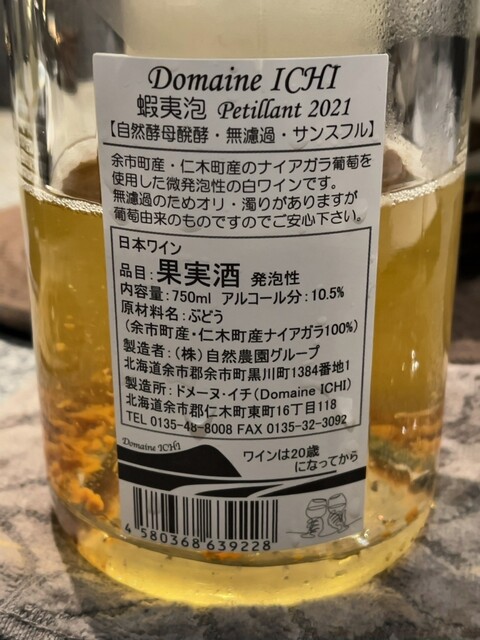 Domaine ICHI
蝦夷泡 Petillant 2021
【自然酵母醗酵・無濾過・サンスフル】
余市町産・仁木町産のナイアガラ葡萄を
使用した微発泡性の白ワインです。
無濾過のためオリ・濁りがありますが
葡萄由来のものですのでご安心下さい。
日本ワイン
品目:果実酒 発泡性
内容量:750ml アルコール分:10.5%
原材料名:ぶどう
(余市町産・仁木町産ナイアガラ100%)
製造者:(株)自然農園グループ
北海道余市郡余市町黒川町1384番地1
製造所:ドメーヌ・イチ(Domaine ICHI)
北海道余市郡仁木町東町16丁目118
TEL 0135-48-8008 FAX 0135-32-3092
Domaine ICHI
ワインは20歳
になってから
4 580368 639228